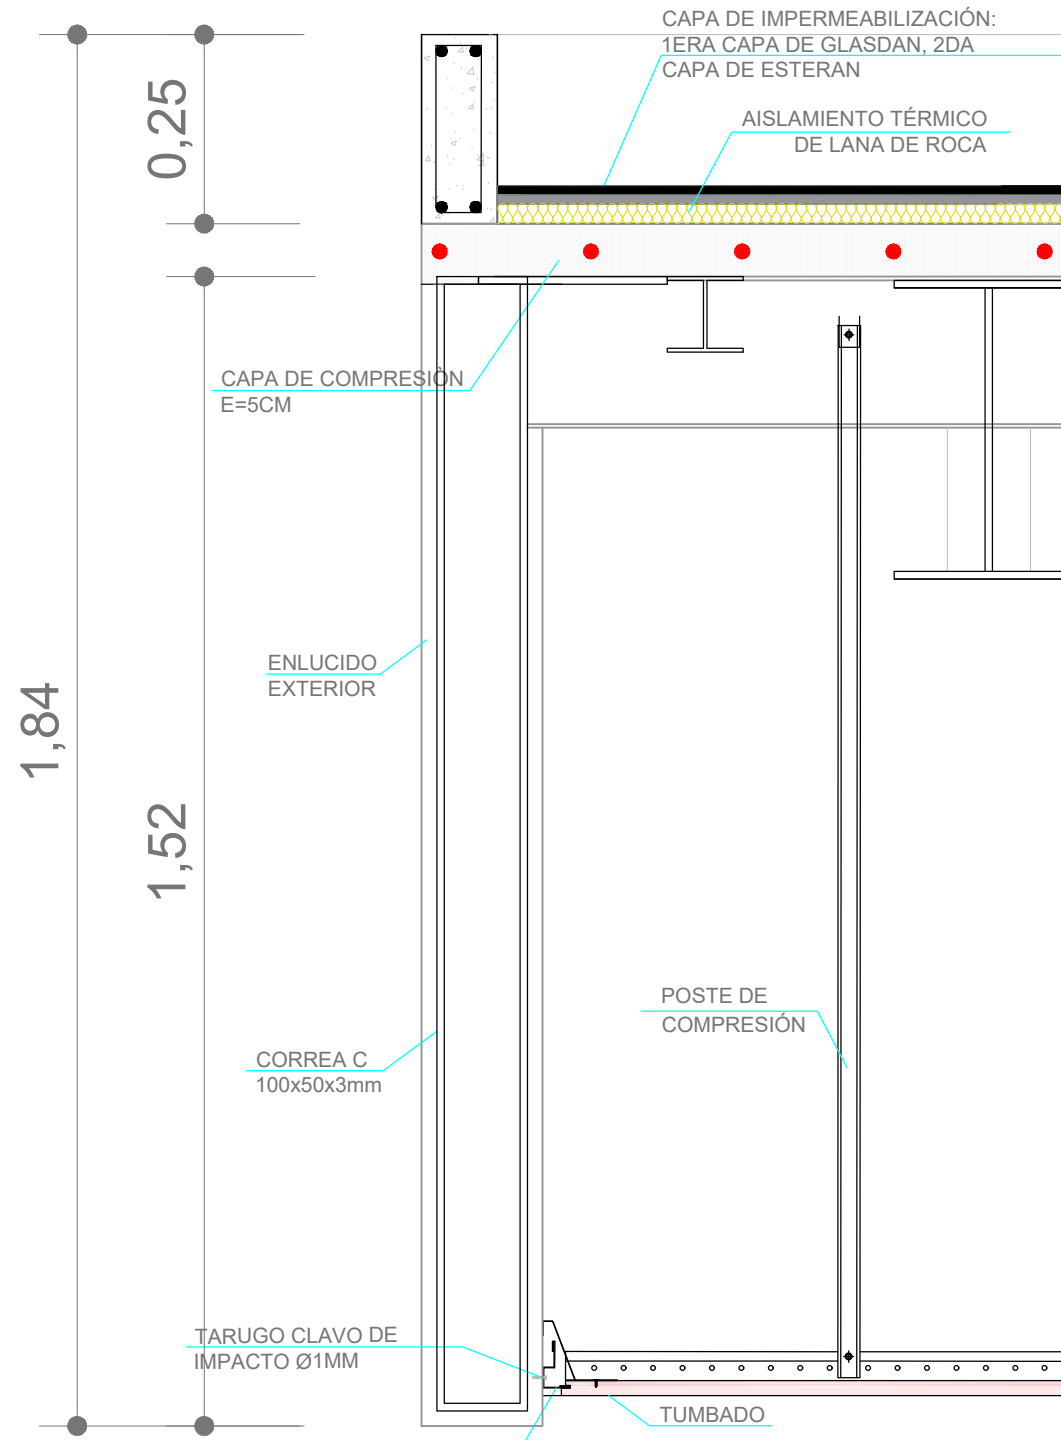 CAPA DE IMPERMEABILIZACIÓN:
1ERA CAPA DE GLASDAN, 2DA
CAPA DE ESTERAN
0,25
AISLAMIENTO TÉRMICO
DE LANA DE ROCA
CAPA DE COMPRESIÓN
E=5CM
ENLUCIDO
EXTERIOR
1,84
1,52
POSTE DE
COMPRESIÓN
CORREA C
100x50x3mm
TARUGO CLAVO DE
IMPACTO Ø1MM
TUMBADO